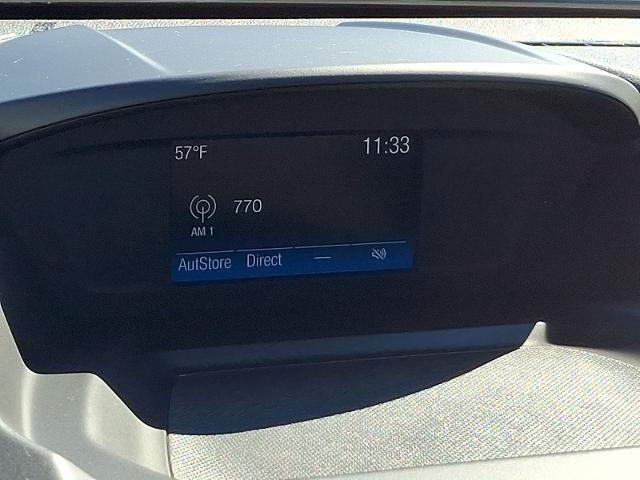 57°F 11:33
770
AM 1
AutStore Direct —